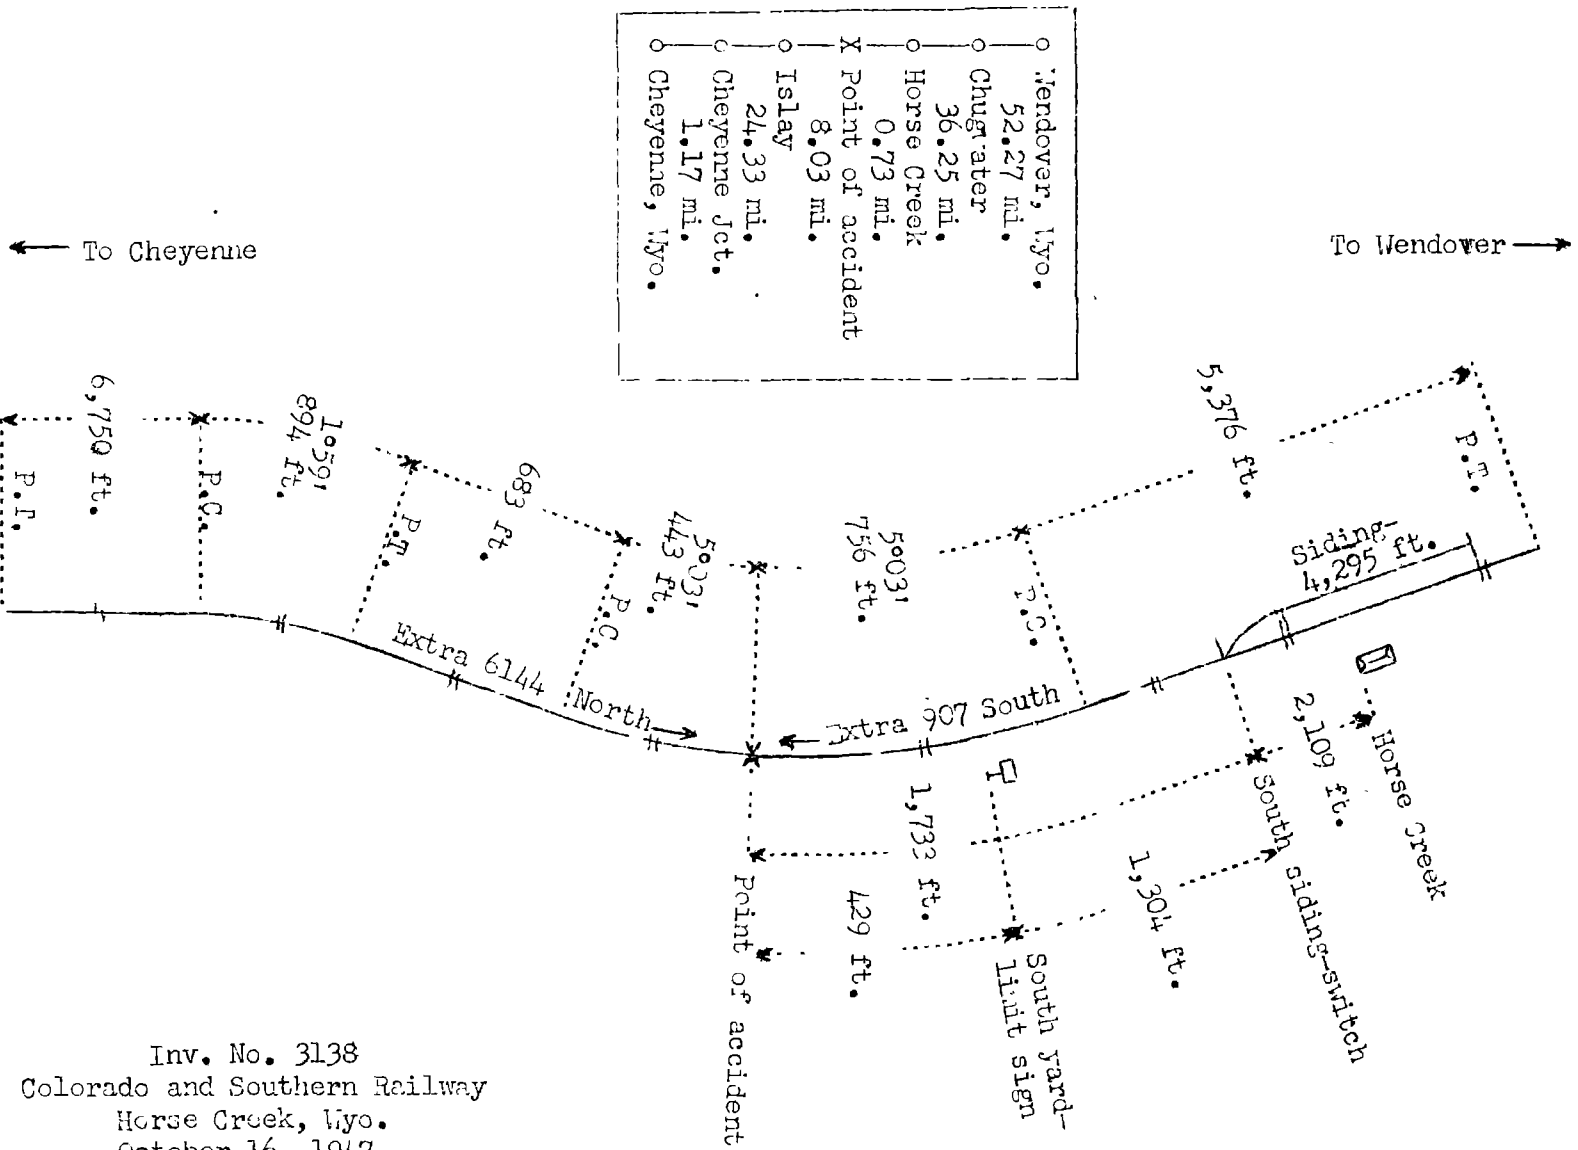 Wendover, Wyo.
52.27 mi.
Chugwater
36.25 mi.
Horse Creek
0.73 mi.
X Point of accident
8.03 mi.
Islay
24.33 mi.
Cheyenne Jct.
1.17 mi.
Cheyenne, Wyo.
To Cheyenne
To Wendover
6,750 ft.
P.T.
P.C.
1°59'
894 ft.
P.T.
683 ft.
P.C.
5°03'
443 ft.
5°03'
756 ft.
P.C.
5,376 ft.
P.T.
Siding-
4,295 ft.
Extra 6144 North
Extra 907 South
Horse Creek
2,109 ft.
South siding-switch
1,733 ft.
1,304 ft.
429 ft.
South yard-
limit sign
Point of accident
Inv. No. 3138
Colorado and Southern Railway
Horse Creek, Wyo.
October 16, 1947